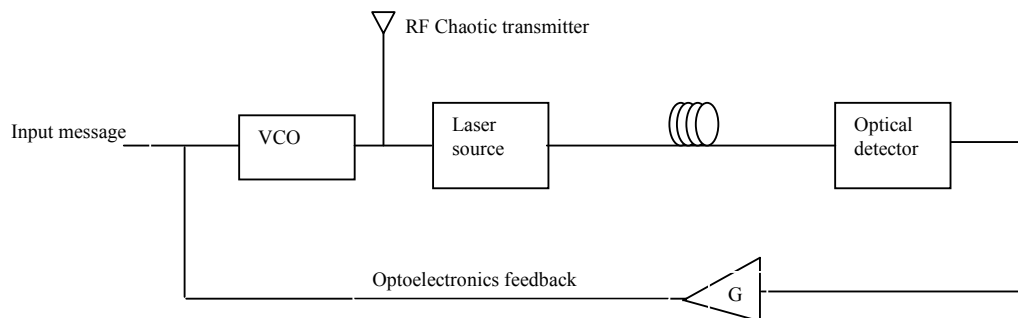 RF Chaotic transmitter
Input message
VCO
Laser
source
Optical
detector
Optoelectronics feedback
G